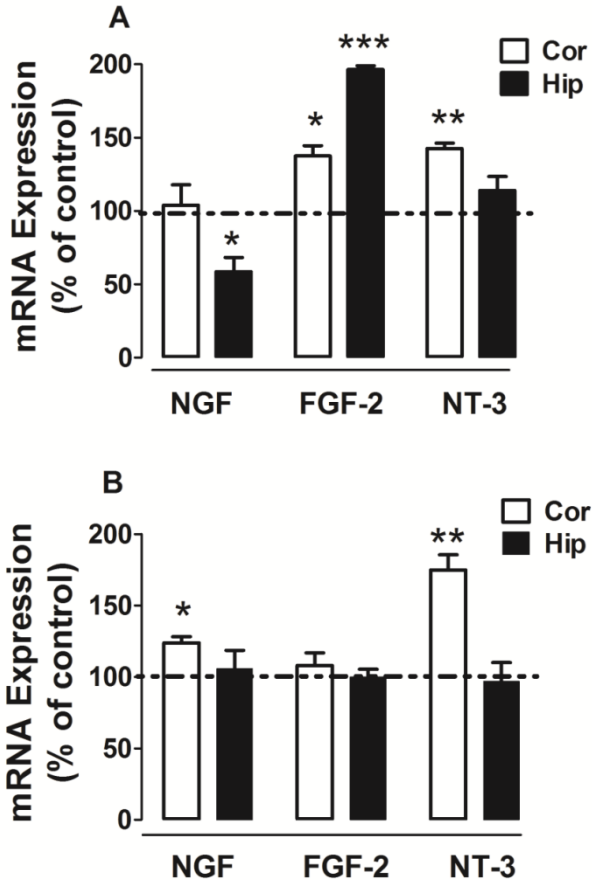 A
mRNA Expression
(% of control)
200
150
100
50
0
*
*
***
**
Cor
Hip
NGF FGF-2 NT-3
B
mRNA Expression
(% of control)
200
150
100
50
0
*
**
Cor
Hip
NGF FGF-2 NT-3